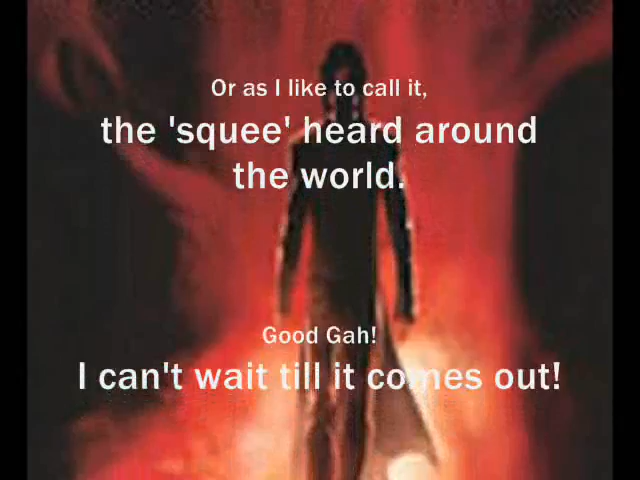 Or as I like to call it,
the 'squee' heard around
the world.
Good Gah!
I can't wait till it comes out!